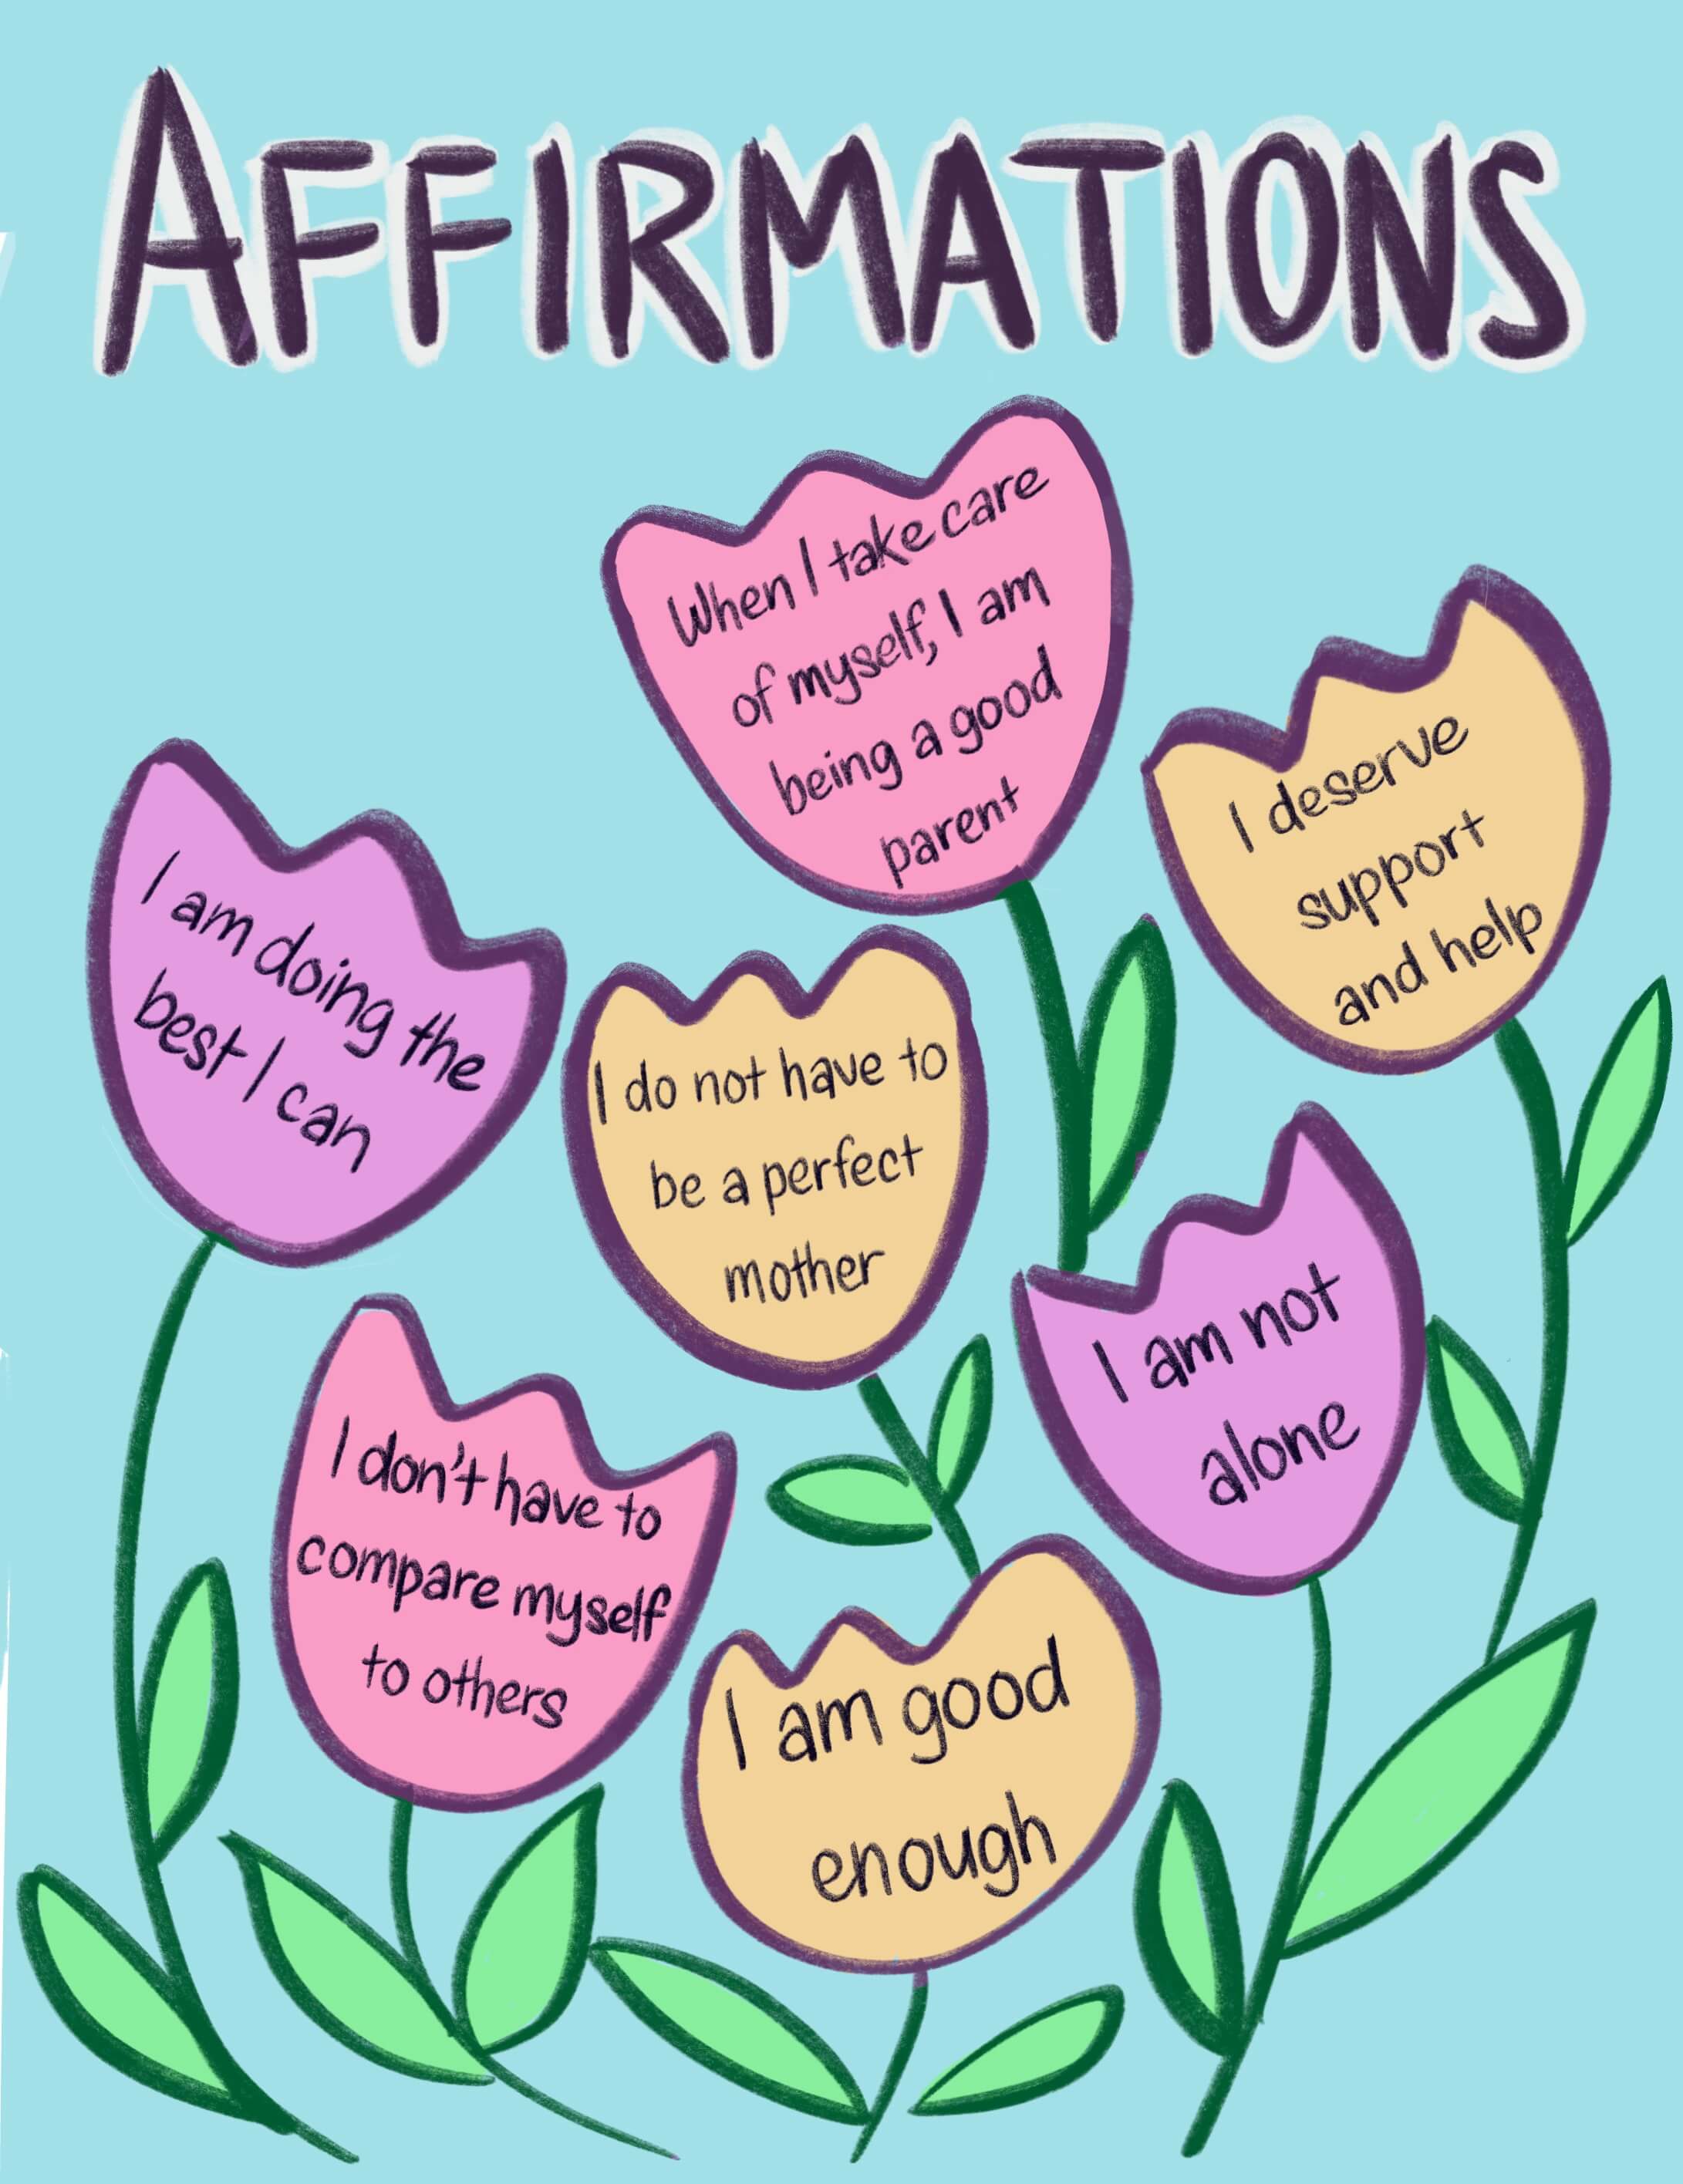 AFFIRMATIONS
When I take care
of myself, I am
being a good
parent
I deserve
support
and help
I am doing the
best I can
I do not have to
be a perfect
mother
I am not
alone
I don't have to
compare myself
to others
I am good
enough